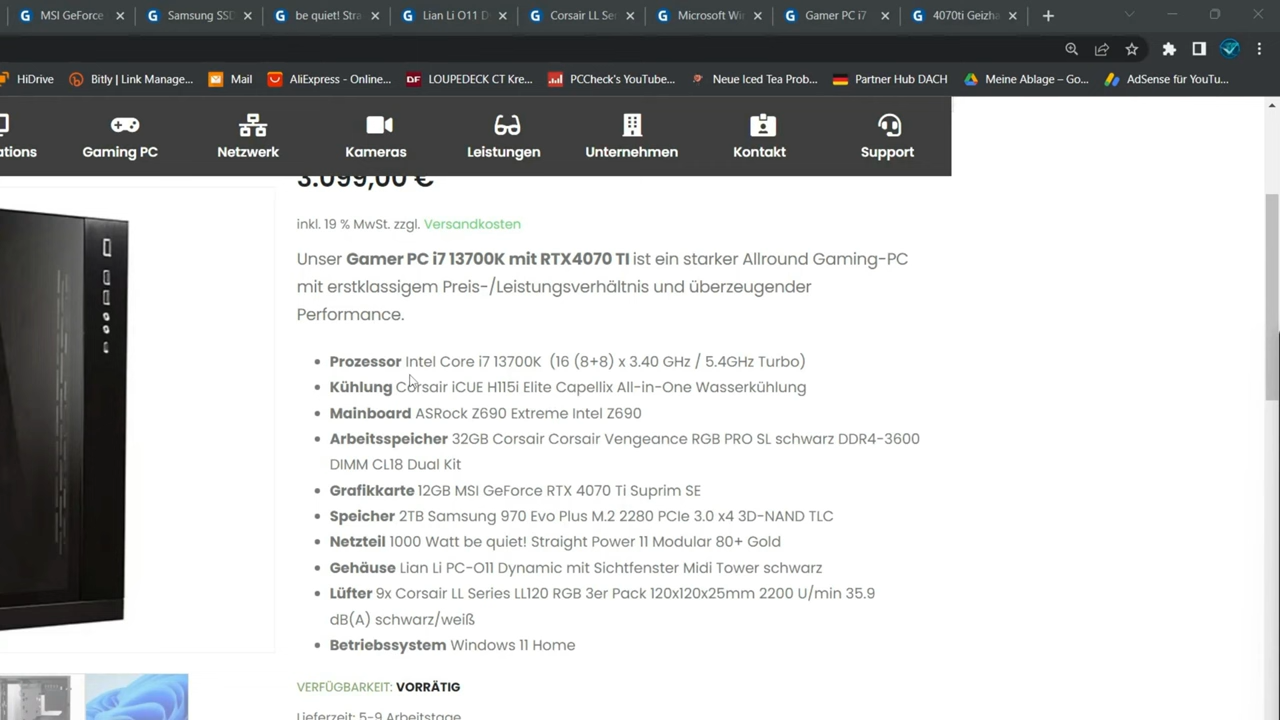 MSI GeForce
Samsung SSD
be quiet! Stra
Lian Li O11 D
Corsair LL Se
Microsoft Wi
Gamer PC i7
4070ti Geizha
HiDrive
Bitly | Link Manage...
Mail
AliExpress - Online...
DF LOUPEDECK CT Kre...
PCCheck's YouTube...
Neue Iced Tea Prob...
Partner Hub DACH
Meine Ablage – Go...
AdSense für YouTu...
ations
Gaming PC
Netzwerk
Kameras
Leistungen
Unternehmen
Kontakt
Support
3.099,00 €
inkl. 19 % MwSt. zzgl. Versandkosten
Unser Gamer PC i7 13700K mit RTX4070 TI ist ein starker Allround Gaming-PC
mit erstklassigem Preis-/Leistungsverhältnis und überzeugender
Performance.
Prozessor Intel Core i7 13700K (16 (8+8) x 3.40 GHz / 5.4GHz Turbo)
Kühlung Corsair iCUE H115i Elite Capellix All-in-One Wasserkühlung
Mainboard ASRock Z690 Extreme Intel Z690
Arbeitsspeicher 32GB Corsair Corsair Vengeance RGB PRO SL schwarz DDR4-3600
DIMM CL18 Dual Kit
Grafikkarte 12GB MSI GeForce RTX 4070 Ti Suprim SE
Speicher 2TB Samsung 970 Evo Plus M.2 2280 PCIe 3.0 x4 3D-NAND TLC
Netzteil 1000 Watt be quiet! Straight Power 11 Modular 80+ Gold
Gehäuse Lian Li PC-O11 Dynamic mit Sichtfenster Midi Tower schwarz
Lüfter 9x Corsair LL Series LL120 RGB 3er Pack 120x120x25mm 2200 U/min 35.9
dB(A) schwarz/weiß
Betriebssystem Windows 11 Home
VERFÜGBARKEIT: VORRÄTIG
Lieferzeit: 5-9 Arbeitstage